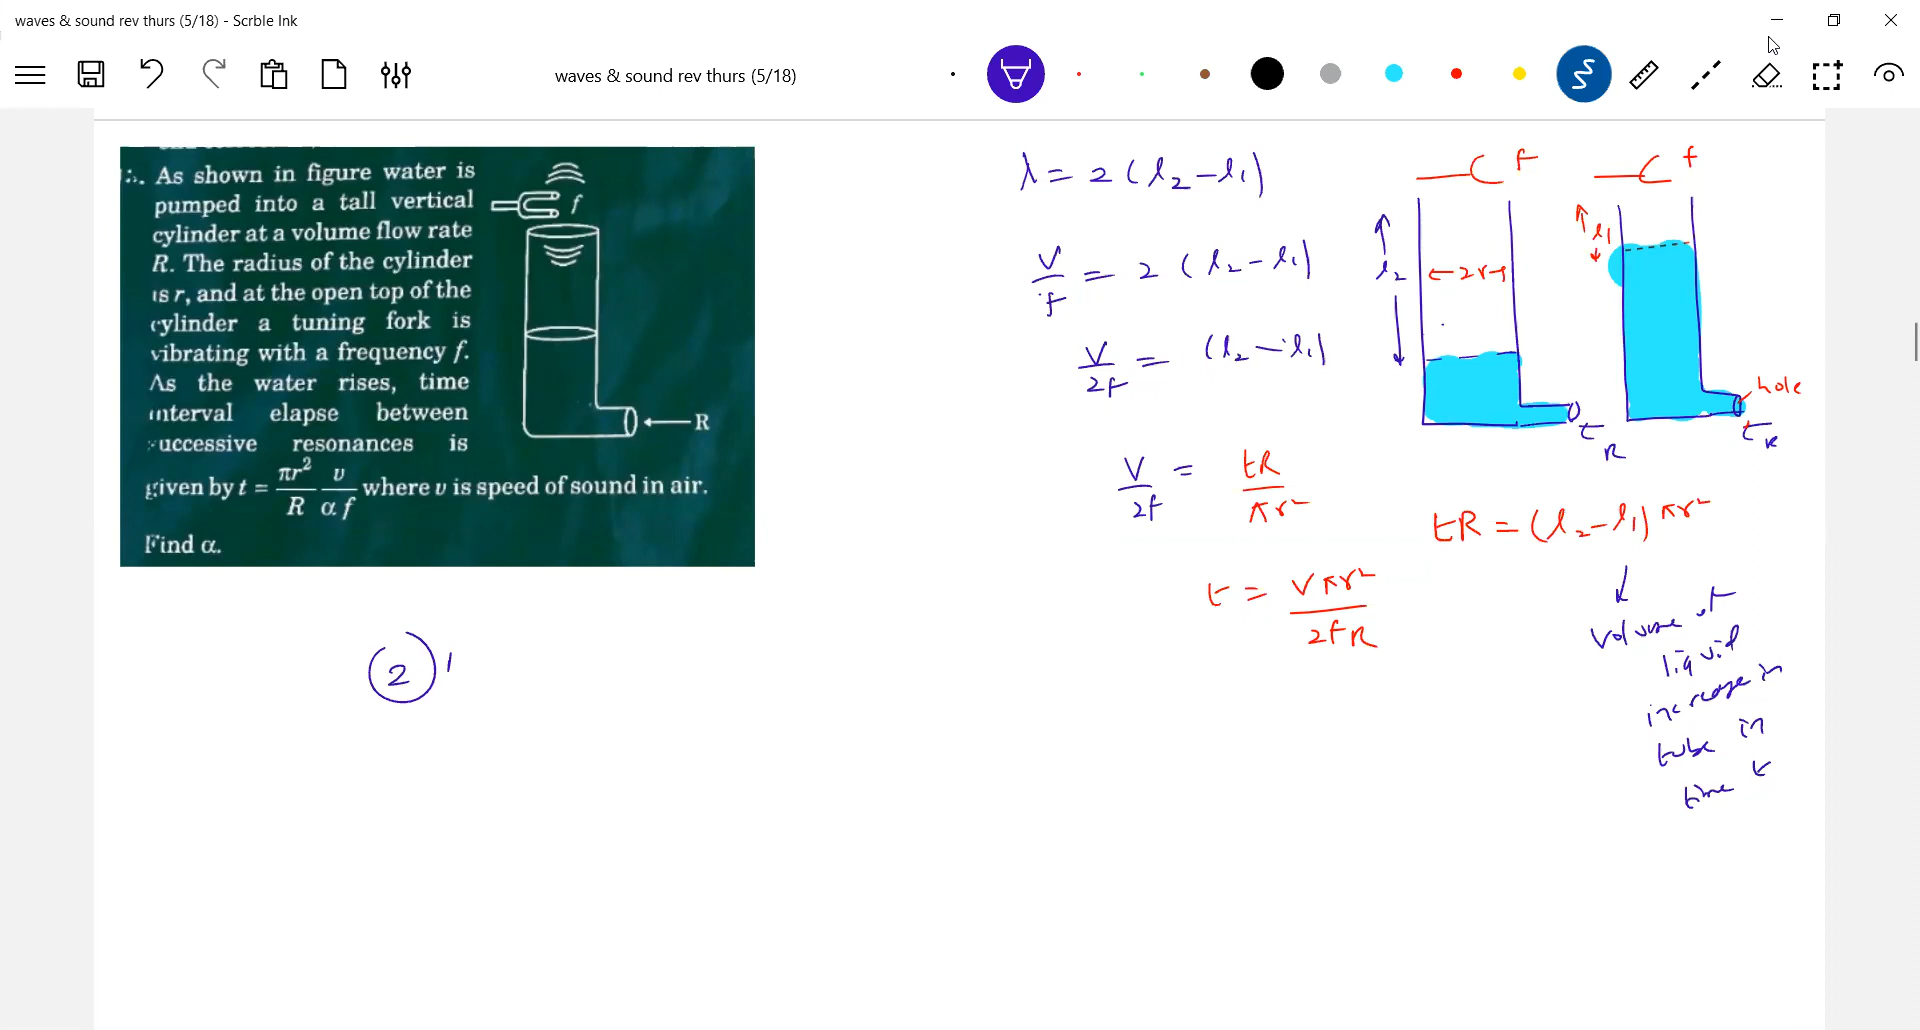 waves & sound rev thurs (5/18) - Scrble Ink
waves & sound rev thurs (5/18)
As shown in figure water is
pumped into a tall vertical
cylinder at a volume flow rate
R. The radius of the cylinder
is r, and at the open top of the
cylinder a tuning fork is
vibrating with a frequency f.
As the water rises, time
interval elapse between
successive resonances is
given by t = πr²/R v/αf where v is speed of sound in air.
Find α.
f
R
2
λ = 2(l₂-l₁)
v/f = 2(l₂-l₁)
v/2f = (l₂-l₁)
v/2f = tR/πr²
t = vπr²/2fR
f
l₂
2r
R
f
l₁
hole
R
tR = (l₂-l₁)πr²
volume of
liquid
increase in
tube in
time t